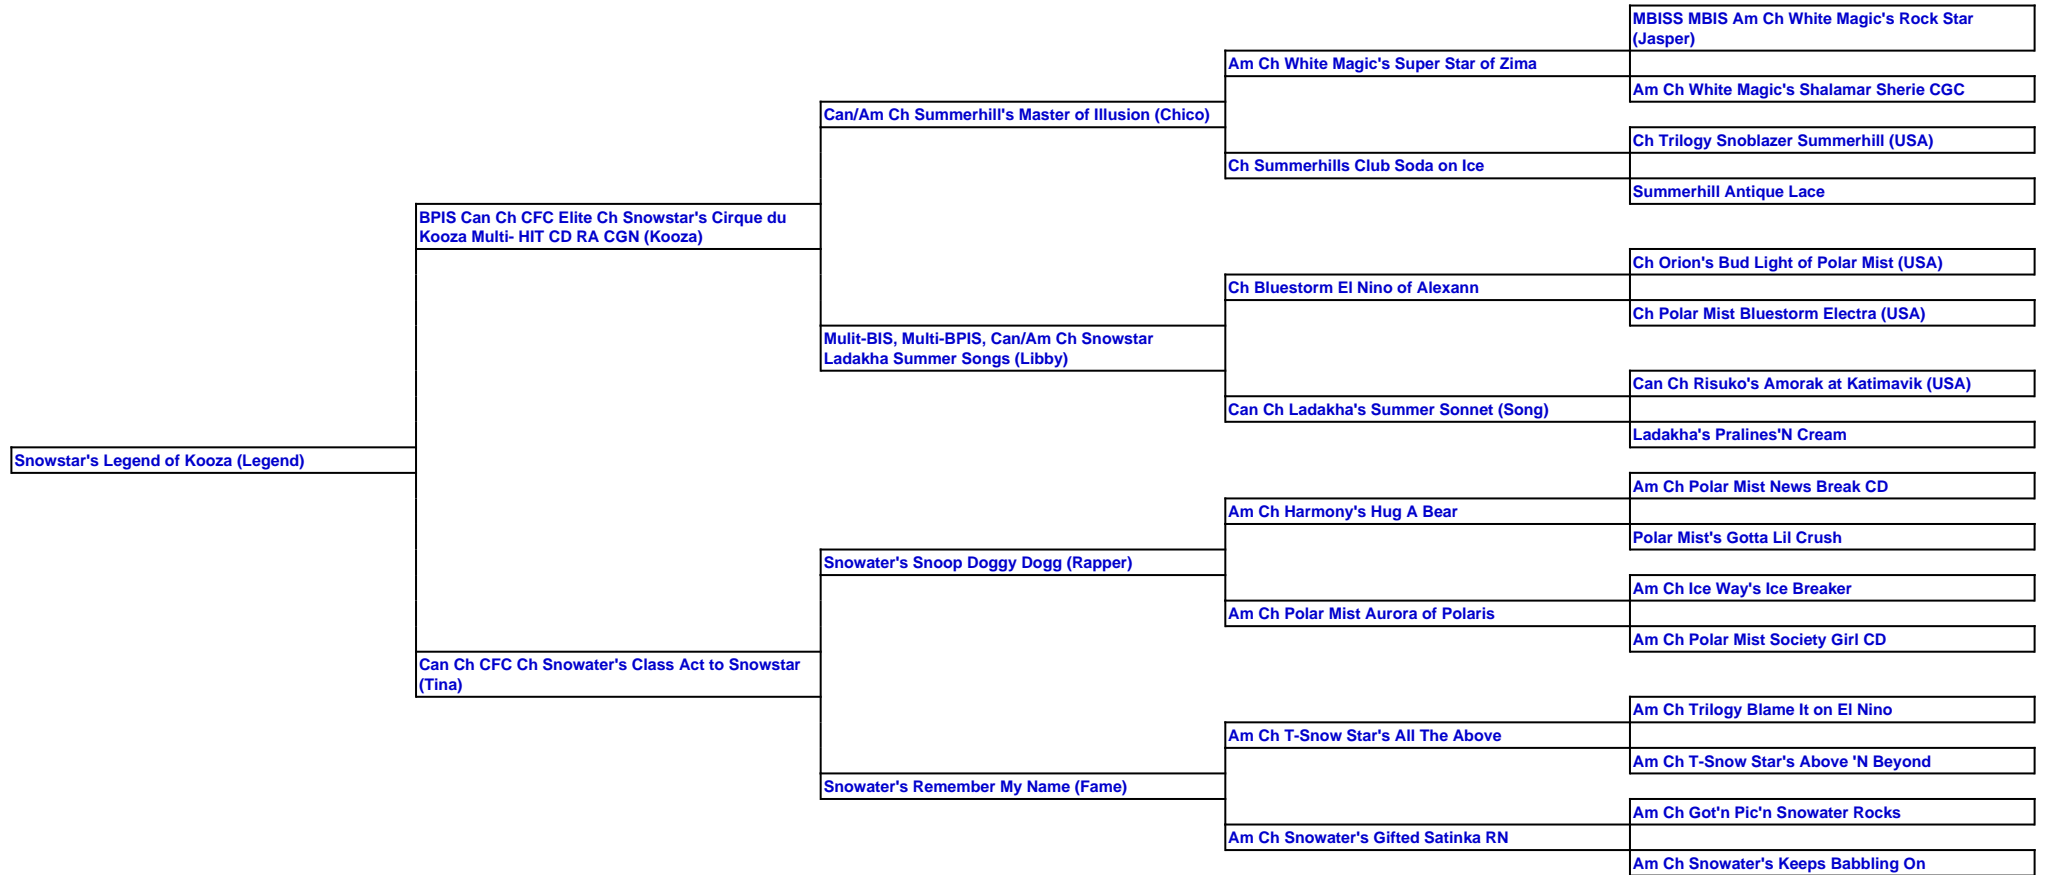 MBISS MBIS Am Ch White Magic's Rock Star
(Jasper)
Am Ch White Magic's Super Star of Zima
Am Ch White Magic's Shalamar Sherie CGC
Can/Am Ch Summerhill's Master of Illusion (Chico)
Ch Trilogy Snoblazer Summerhill (USA)
Ch Summerhills Club Soda on Ice
Summerhill Antique Lace
BPIS Can Ch CFC Elite Ch Snowstar's Cirque du
Kooza Multi- HIT CD RA CGN (Kooza)
Ch Orion's Bud Light of Polar Mist (USA)
Ch Bluestorm El Nino of Alexann
Ch Polar Mist Bluestorm Electra (USA)
Mulit-BIS, Multi-BPIS, Can/Am Ch Snowstar
Ladakha Summer Songs (Libby)
Can Ch Risuko's Amorak at Katimavik (USA)
Can Ch Ladakha's Summer Sonnet (Song)
Ladakha's Pralines'N Cream
Snowstar's Legend of Kooza (Legend)
Am Ch Polar Mist News Break CD
Am Ch Harmony's Hug A Bear
Polar Mist's Gotta Lil Crush
Snowater's Snoop Doggy Dogg (Rapper)
Am Ch Ice Way's Ice Breaker
Am Ch Polar Mist Aurora of Polaris
Am Ch Polar Mist Society Girl CD
Can Ch CFC Ch Snowater's Class Act to Snowstar
(Tina)
Am Ch Trilogy Blame It on El Nino
Am Ch T-Snow Star's All The Above
Am Ch T-Snow Star's Above 'N Beyond
Snowater's Remember My Name (Fame)
Am Ch Got'n Pic'n Snowater Rocks
Am Ch Snowater's Gifted Satinka RN
Am Ch Snowater's Keeps Babbling On